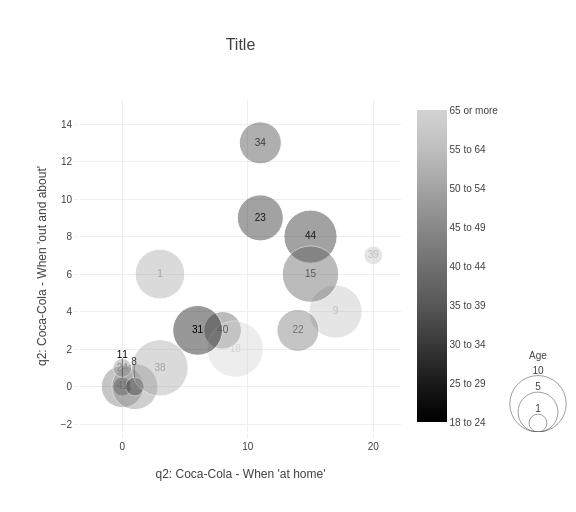 Title
q2: Coca-Cola - When 'out and about'
14
12
10
8
6
4
2
0
−2
34
23
44
39
15
1
9
31
40
22
18
38
11
8
0
10
20
q2: Coca-Cola - When 'at home'
65 or more
55 to 64
50 to 54
45 to 49
40 to 44
35 to 39
30 to 34
25 to 29
18 to 24
Age
10
5
1